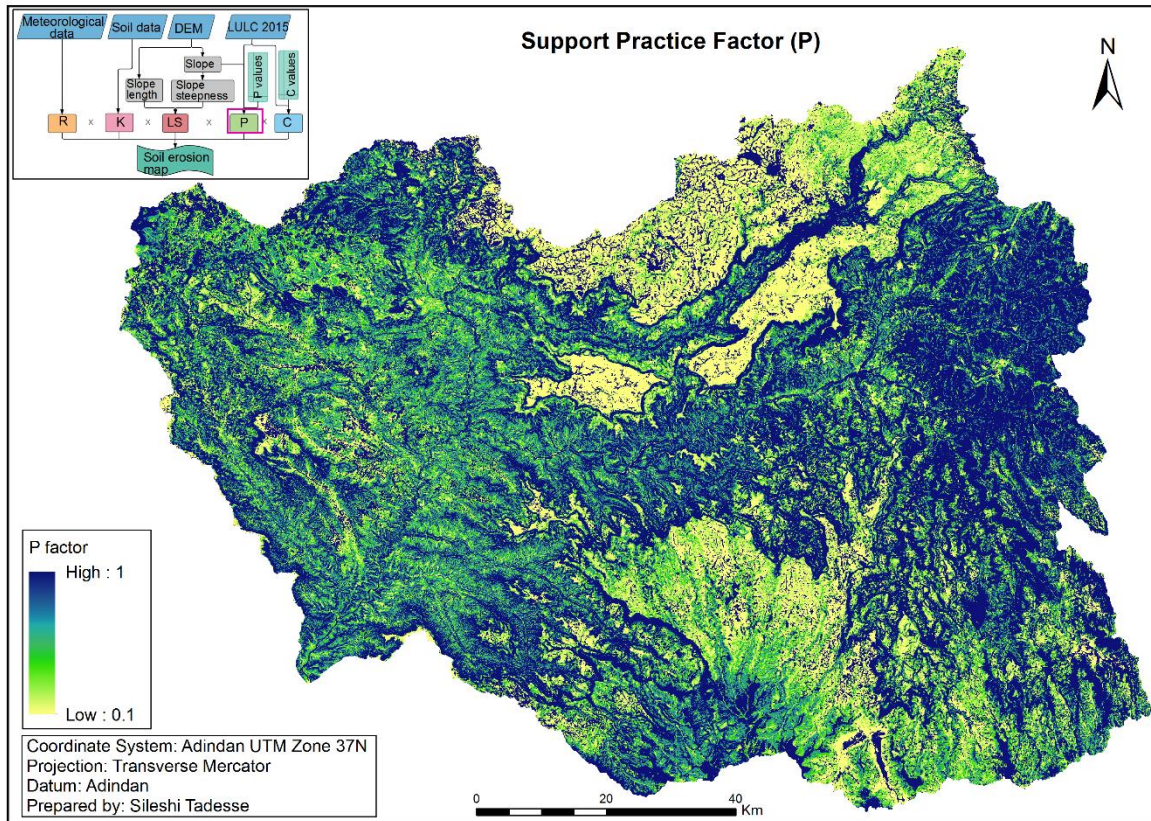 Support Practice Factor (P)
Meteorological
data
Soil data
DEM
LULC 2015
Slope
Slope
length
Slope
steepness
P values
C values
R x K x LS x P x C
Soil erosion
map
N
P factor
High : 1
Low : 0.1
Coordinate System: Adindan UTM Zone 37N
Projection: Transverse Mercator
Datum: Adindan
Prepared by: Sileshi Tadesse
0 20 40
Km